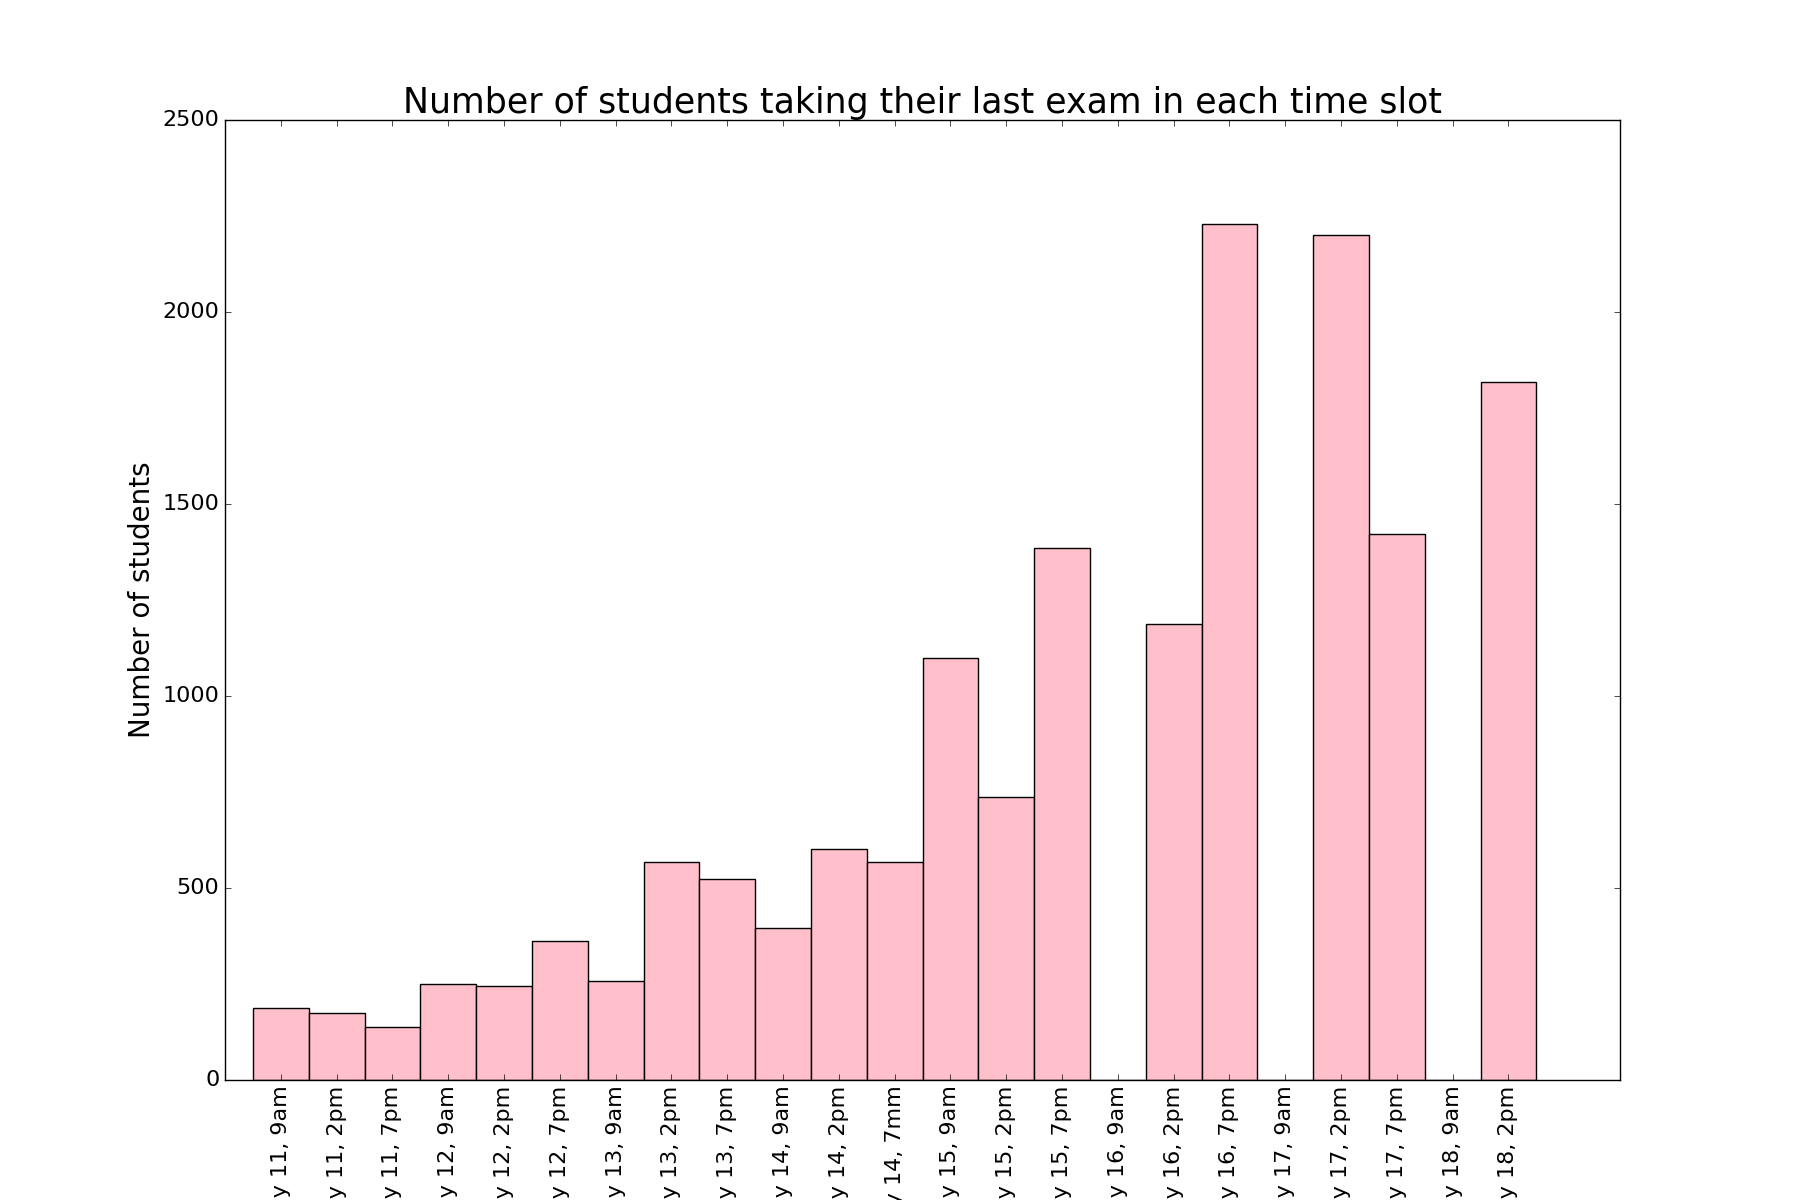 Number of students taking their last exam in each time slot
Number of students
2500
2000
1500
1000
500
0
y 11, 9am
y 11, 2pm
y 11, 7pm
y 12, 9am
y 12, 2pm
y 12, 7pm
y 13, 9am
y 13, 2pm
y 13, 7pm
y 14, 9am
y 14, 2pm
y 14, 7mm
y 15, 9am
y 15, 2pm
y 15, 7pm
y 16, 9am
y 16, 2pm
y 16, 7pm
y 17, 9am
y 17, 2pm
y 17, 7pm
y 18, 9am
y 18, 2pm